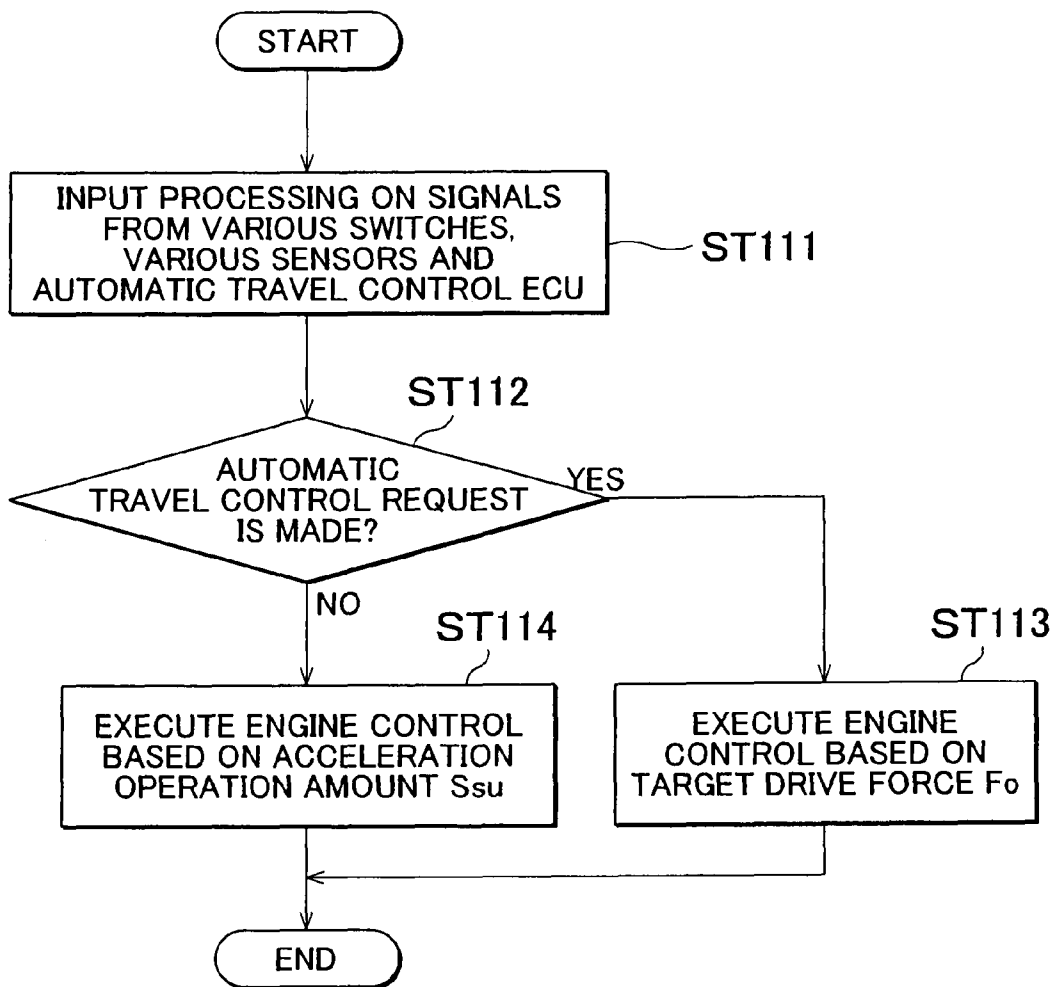 START
INPUT PROCESSING ON SIGNALS
FROM VARIOUS SWITCHES,
VARIOUS SENSORS AND
AUTOMATIC TRAVEL CONTROL ECU
ST111
ST112
AUTOMATIC
TRAVEL CONTROL REQUEST
IS MADE?
YES
NO
ST114
EXECUTE ENGINE CONTROL
BASED ON ACCELERATION
OPERATION AMOUNT Ssu
ST113
EXECUTE ENGINE
CONTROL BASED ON
TARGET DRIVE FORCE Fo
END